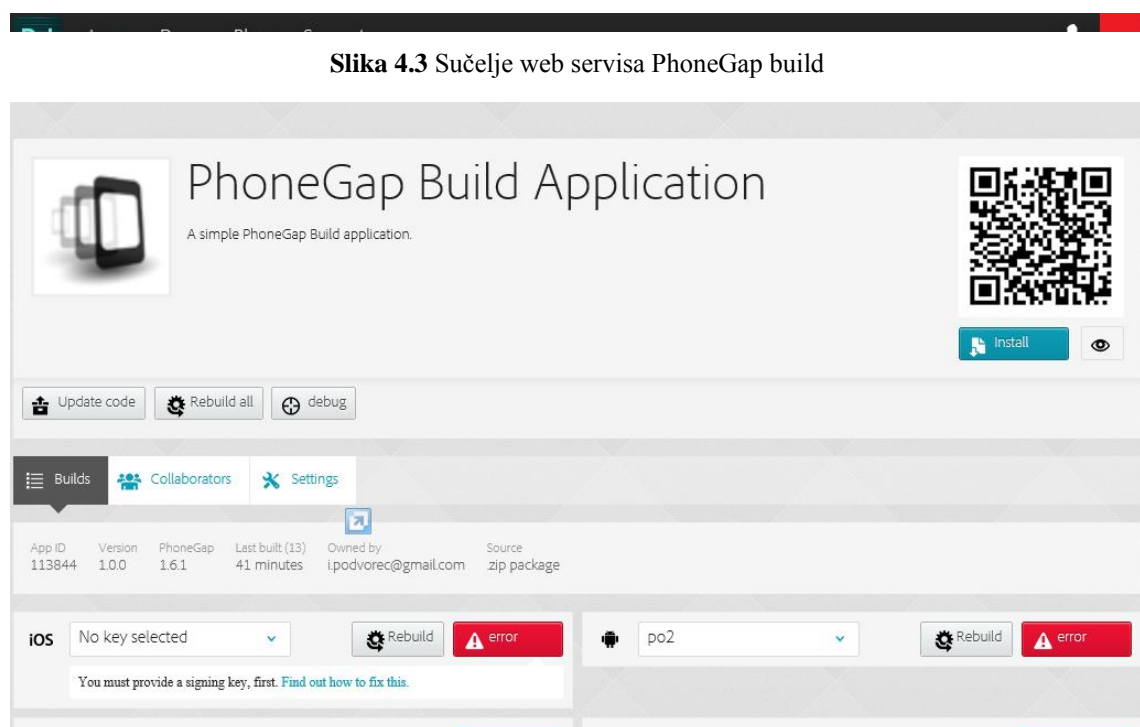 Slika 4.3 Sučelje web servisa PhoneGap build
PhoneGap Build Application
A simple PhoneGap Build application.
Install
Update code Rebuild all debug
Builds Collaborators Settings
App ID Version PhoneGap Last built (13) Owned by Source
113844 1.0.0 1.6.1 41 minutes i.podvorec@gmail.com .zip package
iOS No key selected Rebuild error po2 Rebuild error
You must provide a signing key, first. Find out how to fix this.